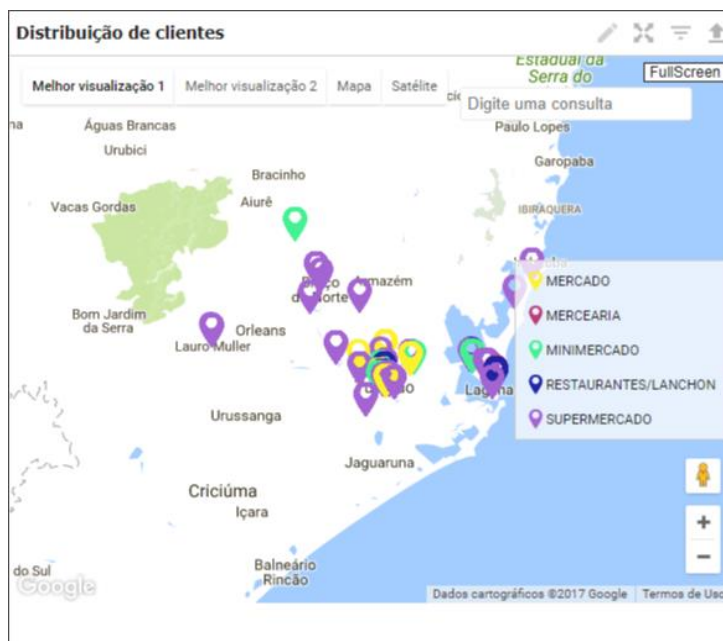 Distribuição de clientes
Estadual da
Serra do
FullScreen
Melhor visualização 1
Melhor visualização 2
Mapa
Satélite
Digite uma consulta
Águas Brancas
Paulo Lopes
Urubici
Garopaba
Bracinho
Aiurê
Vacas Gordas
IBIRAQUERA
Armazém
Bom Jardim
da Serra
Orleans
Lauro Muller
Urussanga
MERCADO
MERCEARIA
MINIMERCADO
RESTAURANTES/LANCHON
SUPERMERCADO
Jaguaruna
Criciúma
Içara
Balneário
Rincão
do Sul
Google
Dados cartográficos ©2017 Google
Termos de Uso